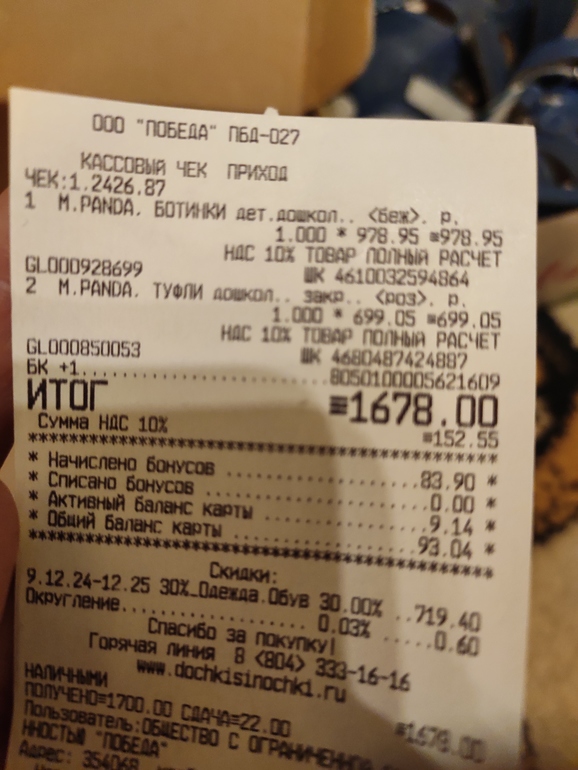 ООО "ПОБЕДА" ПБД-027
КАССОВЫЙ ЧЕК ПРИХОД
ЧЕК:1.2426.87
1 M.PANDA. БОТИНКИ дет.дошкол.. <беж>. р.
1.000 * 978.95 ≡978.95
НДС 10% ТОВАР ПОЛНЫЙ РАСЧЕТ
GL000928699 ШК 4610032594864
2 M.PANDA. ТУФЛИ дошкол.. закр.. <роз>. р.
1.000 * 699.05 ≡699.05
НДС 10% ТОВАР ПОЛНЫЙ РАСЧЕТ
GL000850053 ШК 4680487424887
БК +1..............................8050100005621609
ИТОГ ≡1678.00
Сумма НДС 10% ≡152.55
************************************************
* Начислено бонусов ....................83.90 *
* Списано бонусов ........................0.00 *
* Активный баланс карты .................9.14 *
* Общий баланс карты ...................93.04 *
************************************************
Скидки:
9.12.24-12.25 30%_Одежда.Обув 30.00% ..719.40
Округление............... 0.03% .....0.60
Спасибо за покупку!
Горячая линия 8 <804> 333-16-16
www.dochkisinochki.ru
НАЛИЧНЫМИ ≡1678.00
ПОЛУЧЕНО≡1700.00 СДАЧА≡22.00
Пользователь:ОБЩЕСТВО С ОГРАНИЧЕННОЙ
ННОСТЬЮ "ПОБЕДА"
Адрес: 354068